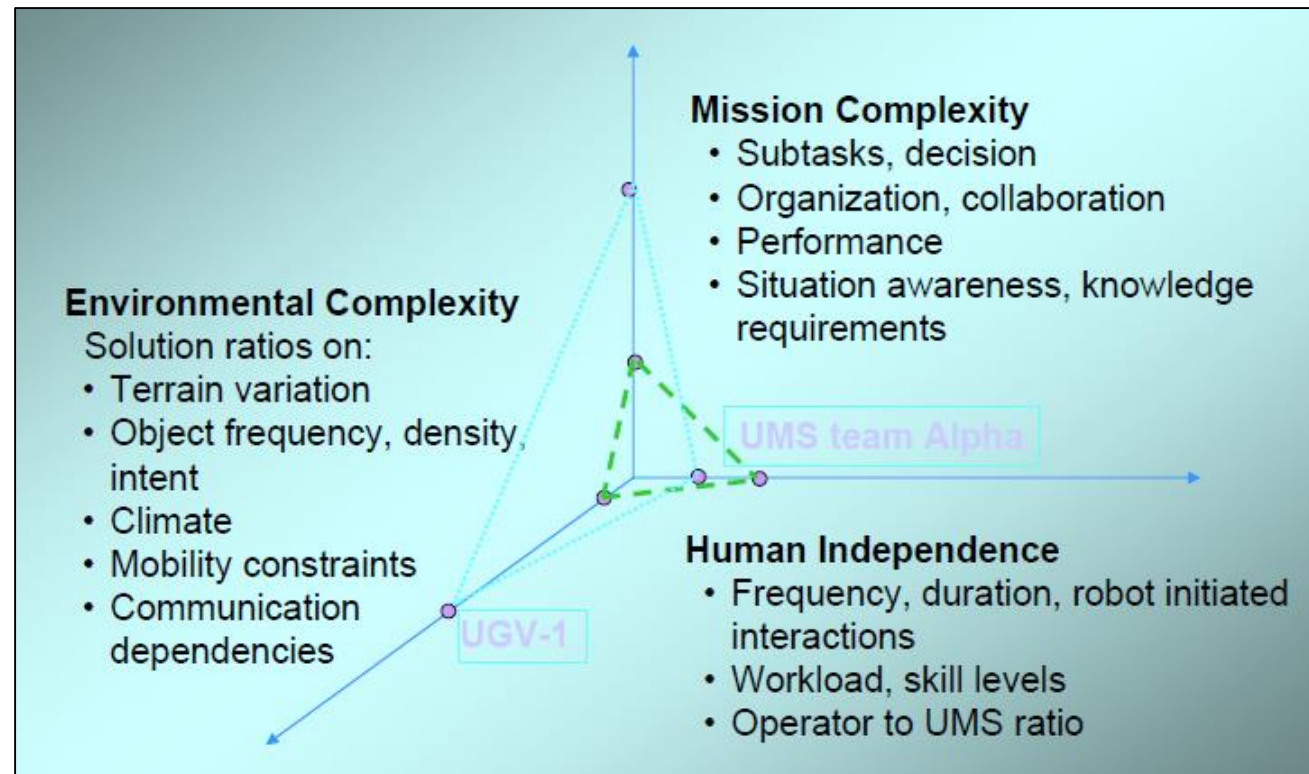 Mission Complexity
• Subtasks, decision
• Organization, collaboration
• Performance
• Situation awareness, knowledge
requirements
Environmental Complexity
Solution ratios on:
• Terrain variation
• Object frequency, density,
intent
• Climate
• Mobility constraints
• Communication
dependencies
UMS team Alpha
UGV-1
Human Independence
• Frequency, duration, robot initiated
interactions
• Workload, skill levels
• Operator to UMS ratio